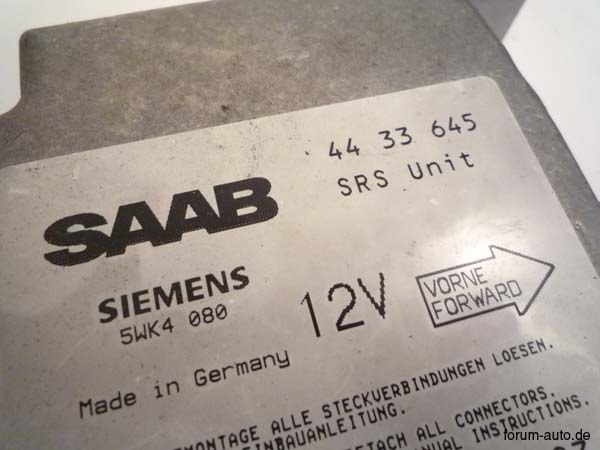 44 33 645
SRS Unit
SAAB
SIEMENS
5WK4 080
12V
VORNE
FORWARD
Made in Germany
ALLE STECKVERBINDUNGEN LOESEN.
EINBAUANLEITUNG.
ALL CONNECTORS.
INSTRUCTIONS.
forum-auto.de